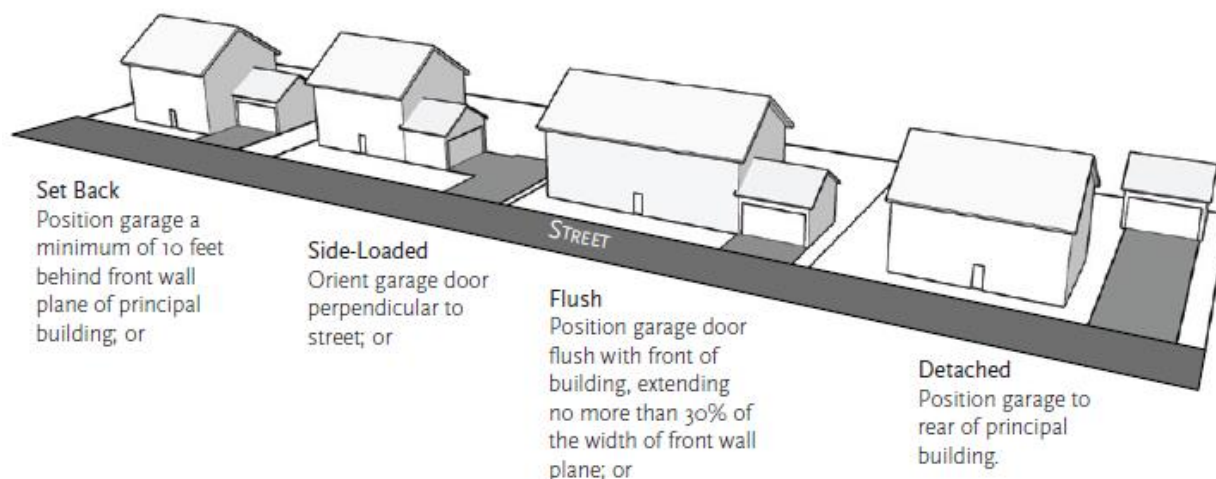 Set Back
Position garage a
minimum of 10 feet
behind front wall
plane of principal
building; or
Side-Loaded
Orient garage door
perpendicular to
street; or
STREET
Flush
Position garage door
flush with front of
building, extending
no more than 30% of
the width of front wall
plane; or
Detached
Position garage to
rear of principal
building.